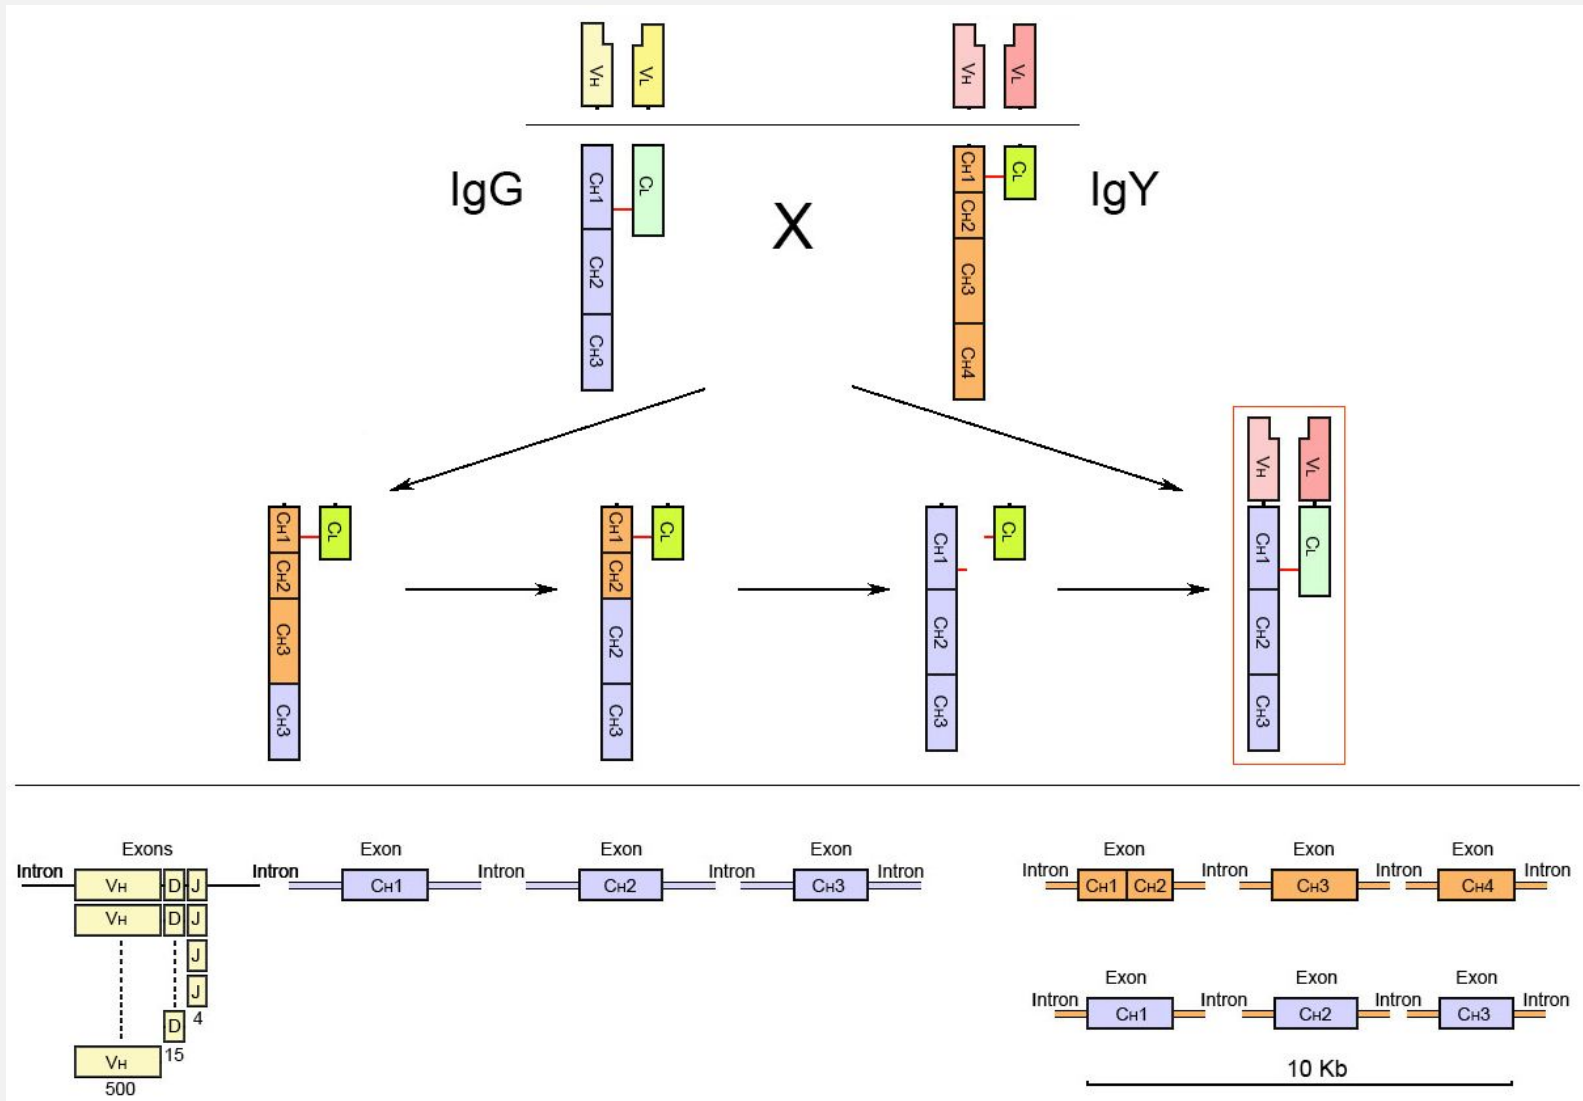 VH VL
VH VL
IgG
CH1 CL
CH2
CH3
X
CH1 CL
CH2
CH3
CH4
IgY
CH1 CL
CH2
CH3
CH3
CH1 CL
CH2
CH2
CH3
CH1 CL
CH2
CH3
VH VL
CH1 CL
CH2
CH3
Exons Exon Exon Exon
Intron Intron Intron Intron Intron
VH D J CH1 CH2 CH3
VH D J
J
J
4
D
15
VH
500
Exon Exon Exon
Intron Intron Intron Intron
CH1 CH2 CH3 CH4
Exon Exon Exon
Intron Intron Intron Intron
CH1 CH2 CH3
10 Kb